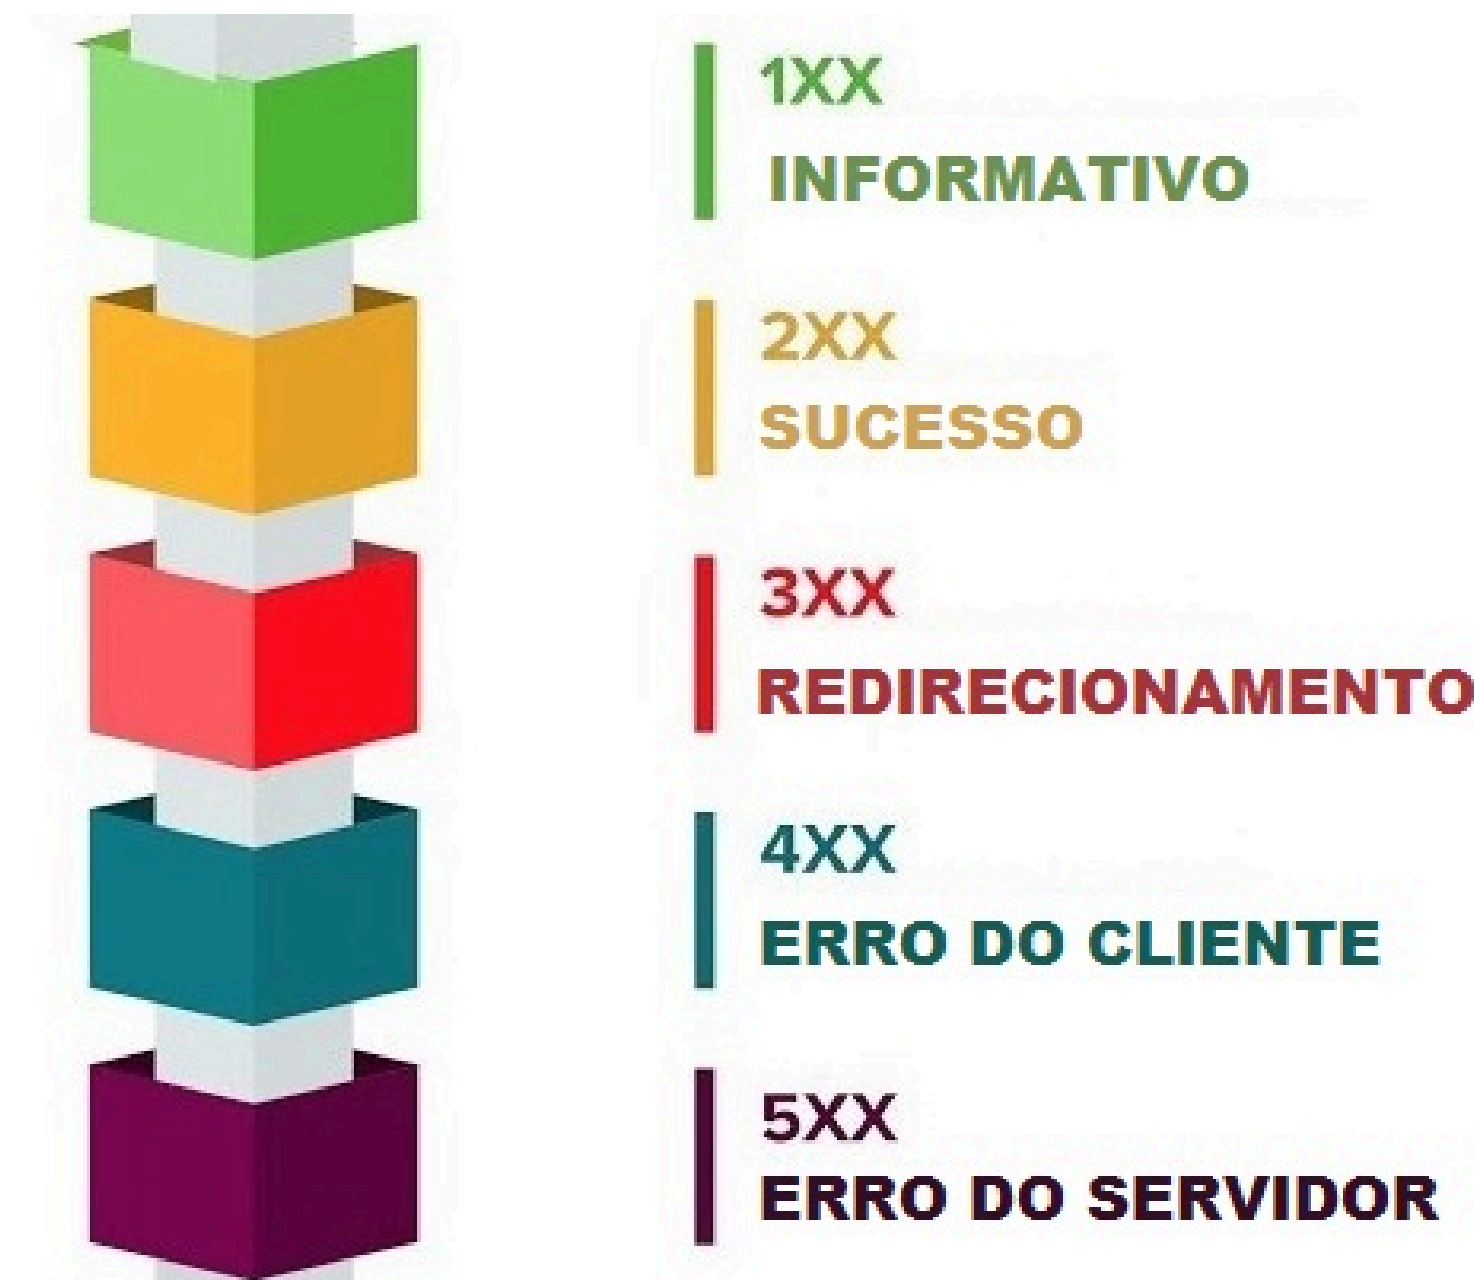 1XX
INFORMATIVO
2XX
SUCESSO
3XX
REDIRECIONAMENTO
4XX
ERRO DO CLIENTE
5XX
ERRO DO SERVIDOR